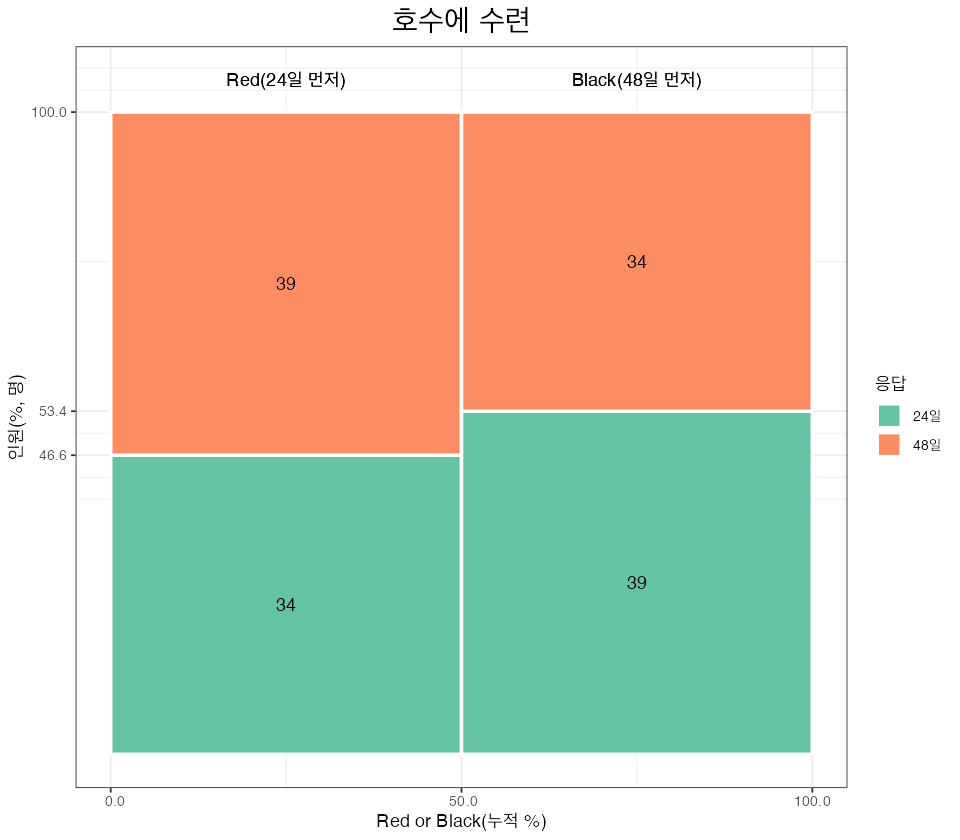 호수에 수련
Red(24일 먼저)
Black(48일 먼저)
100.0
53.4
46.6
인원(%, 명)
39
34
34
39
응답
24일
48일
0.0
50.0
100.0
Red or Black(누적 %)